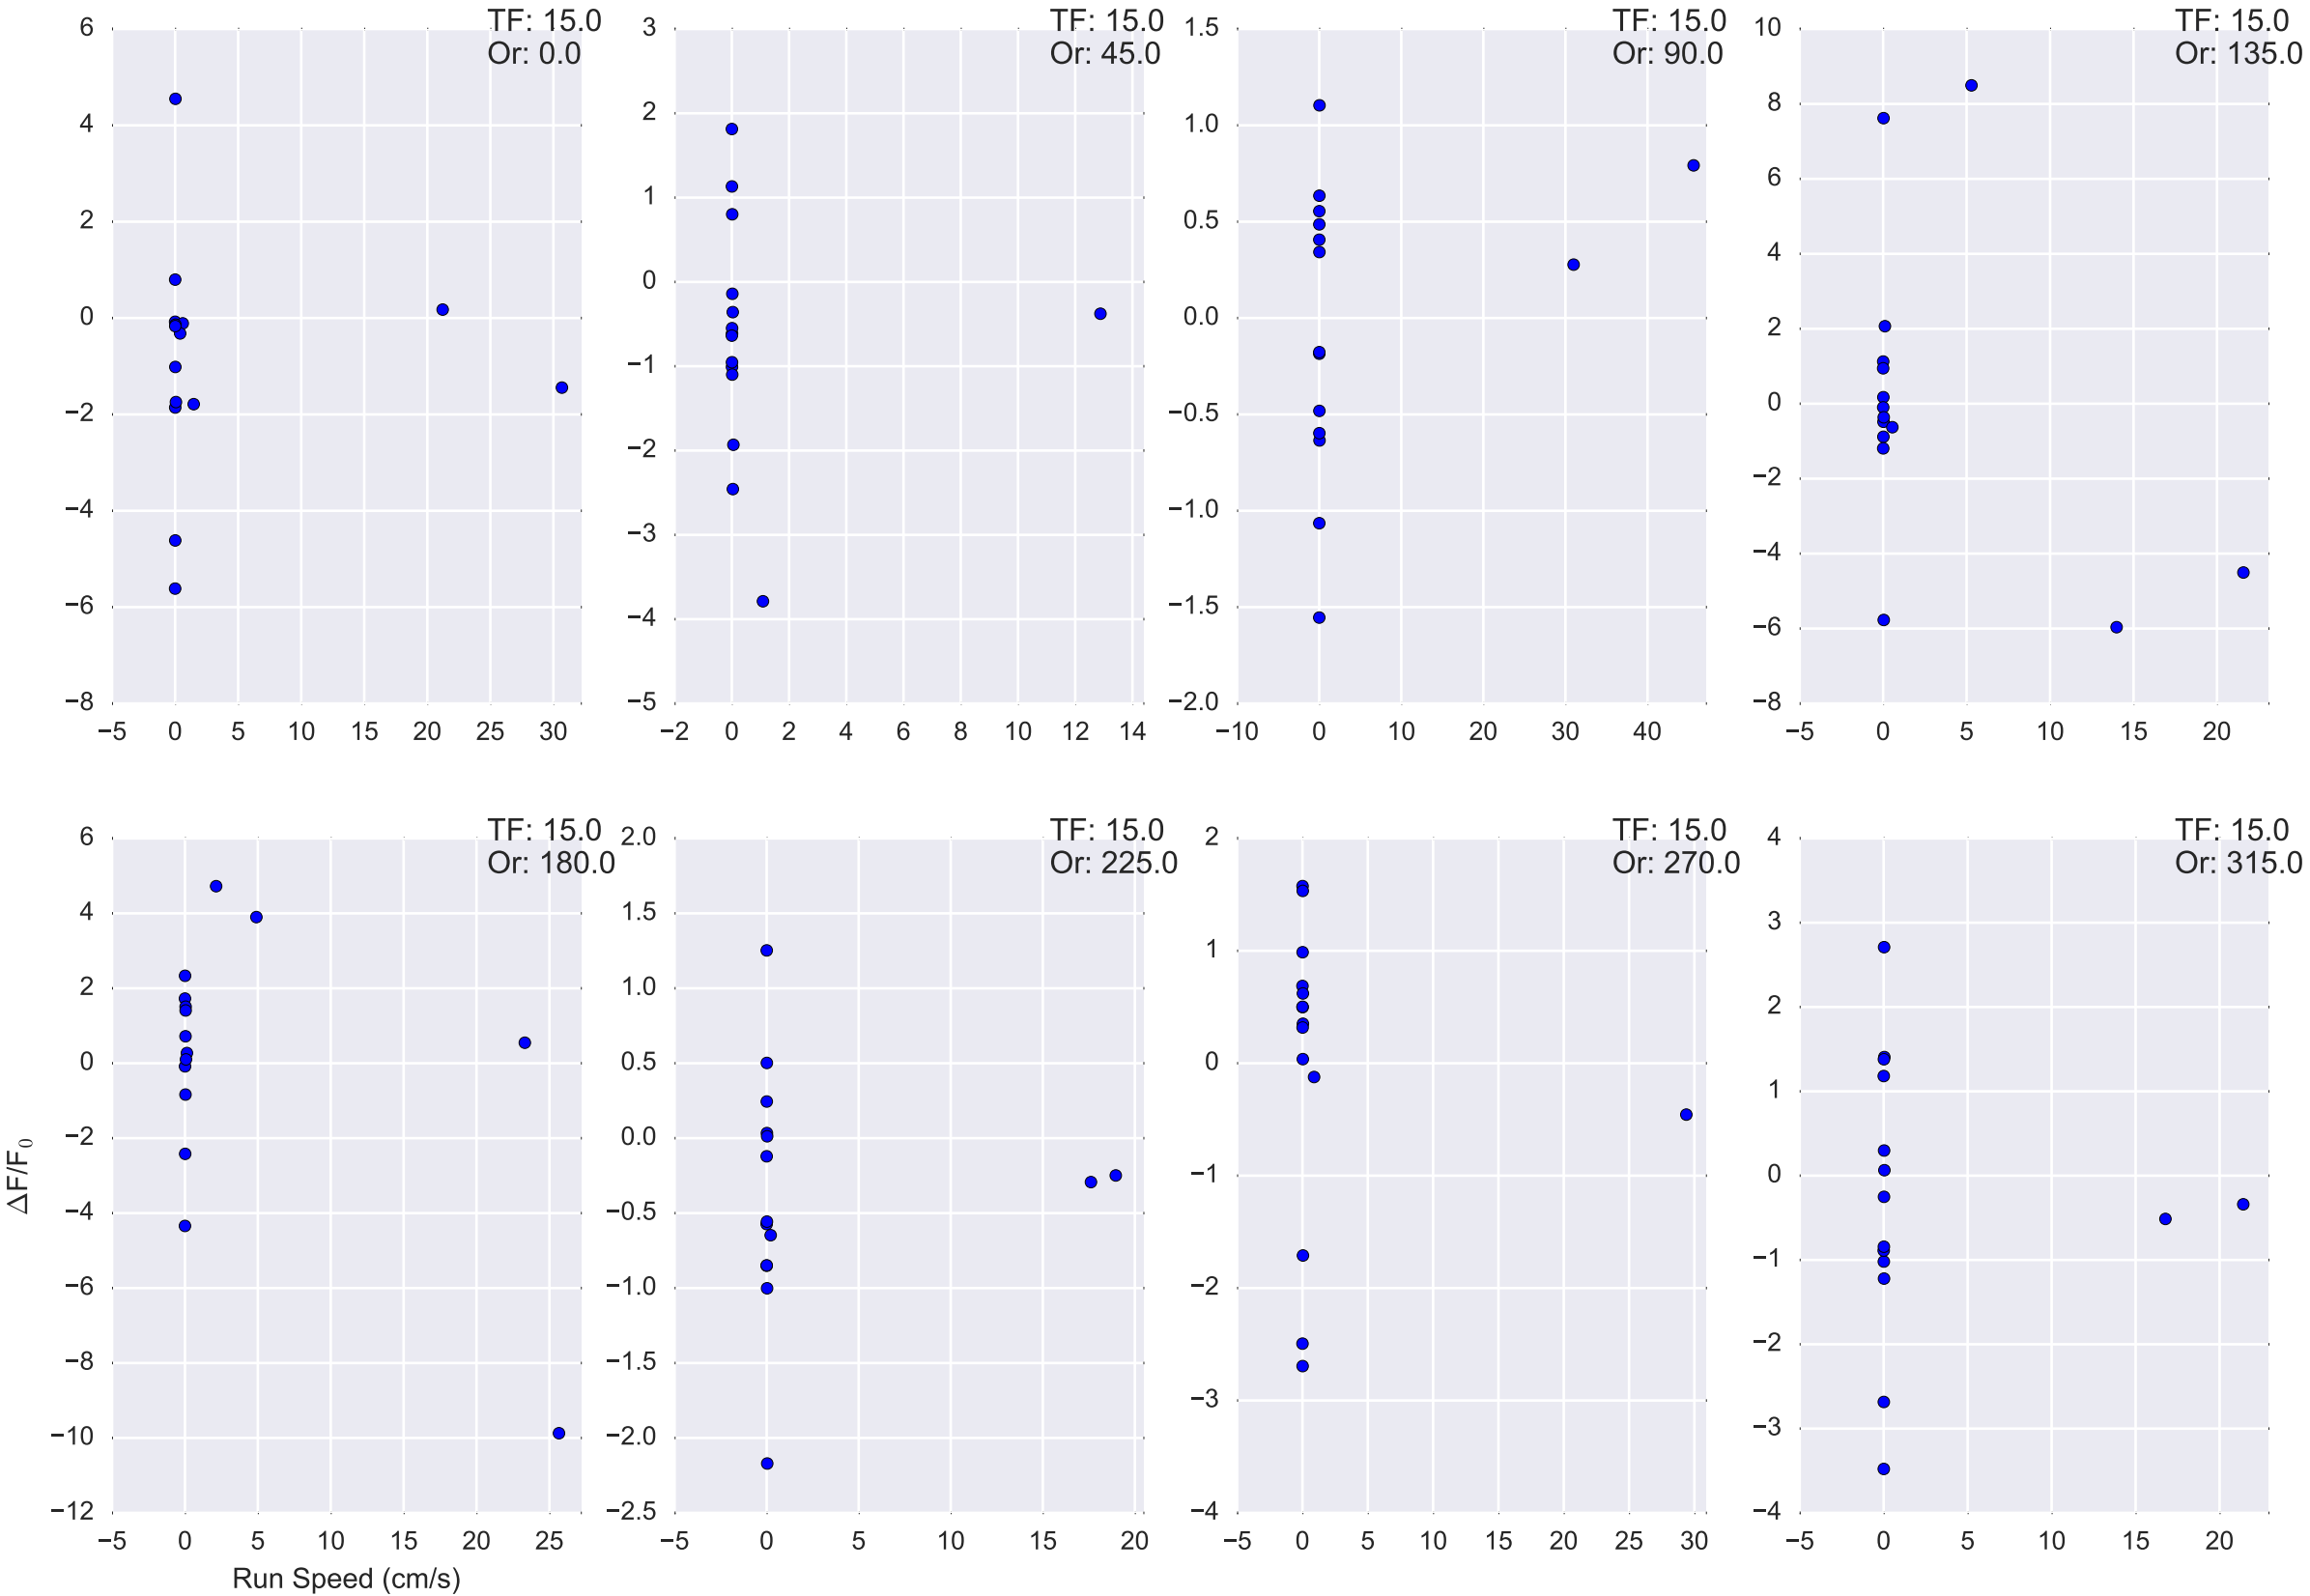 TF: 15.0
Or: 0.0
6
4
2
0
−2
−4
−6
−8
−5 0 5 10 15 20 25 30
TF: 15.0
Or: 45.0
3
2
1
0
−1
−2
−3
−4
−5
−2 0 2 4 6 8 10 12 14
TF: 15.0
Or: 90.0
1.5
1.0
0.5
0.0
−0.5
−1.0
−1.5
−2.0
−10 0 10 20 30 40
TF: 15.0
Or: 135.0
10
8
6
4
2
0
−2
−4
−6
−8
−5 0 5 10 15 20
TF: 15.0
Or: 180.0
6
4
2
0
−2
−4
−6
−8
−10
−12
−5 0 5 10 15 20 25
ΔF/F₀
Run Speed (cm/s)
TF: 15.0
Or: 225.0
2.0
1.5
1.0
0.5
0.0
−0.5
−1.0
−1.5
−2.0
−2.5
−5 0 5 10 15 20
TF: 15.0
Or: 270.0
2
1
0
−1
−2
−3
−4
−5 0 5 10 15 20 25 30
TF: 15.0
Or: 315.0
4
3
2
1
0
−1
−2
−3
−4
−5 0 5 10 15 20